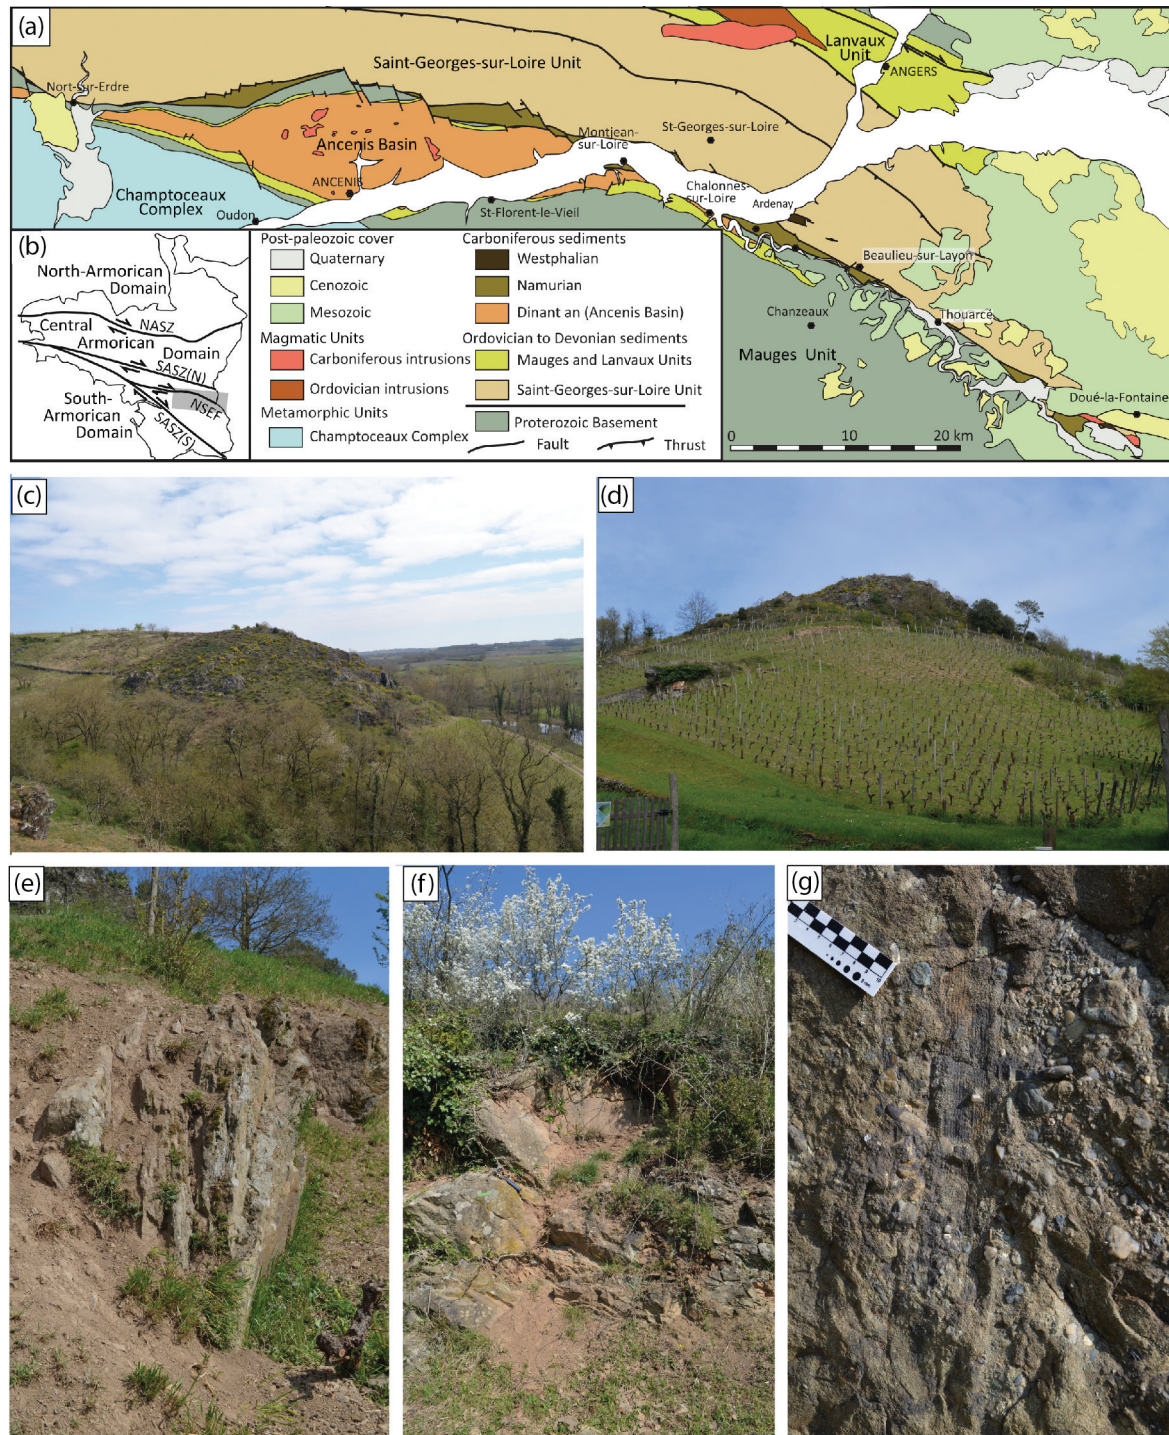 (a)
Saint-Georges-sur-Loire Unit
Lanvaux
Unit
ANGERS
Nort-sur-Erdre
St-Georges-sur-Loire
Montjean-
sur-Loire
Ancenis Basin
ANCENIS
Champtoceaux
Complex
Oudon
St-Florent-le-Vieil
Chalonnes-
sur-Loire
Ardenay
Beaulieu-sur-Layon
Chanzeaux
Thouarcé
Mauges Unit
Doué-la-Fontaine
0 10 20 km
(b)
North-Armorican
Domain
NASZ
Central
Armorican
Domain
SASZ(N)
South-
Armorican
Domain
NSEF
SASZ(S)
Post-paleozoic cover
Quaternary
Cenozoic
Mesozoic
Magmatic Units
Carboniferous intrusions
Ordovician intrusions
Metamorphic Units
Champtoceaux Complex
Carboniferous sediments
Westphalian
Namurian
Dinant an (Ancenis Basin)
Ordovician to Devonian sediments
Mauges and Lanvaux Units
Saint-Georges-sur-Loire Unit
Proterozoic Basement
Fault
Thrust
(c)
(d)
(e)
(f)
(g)